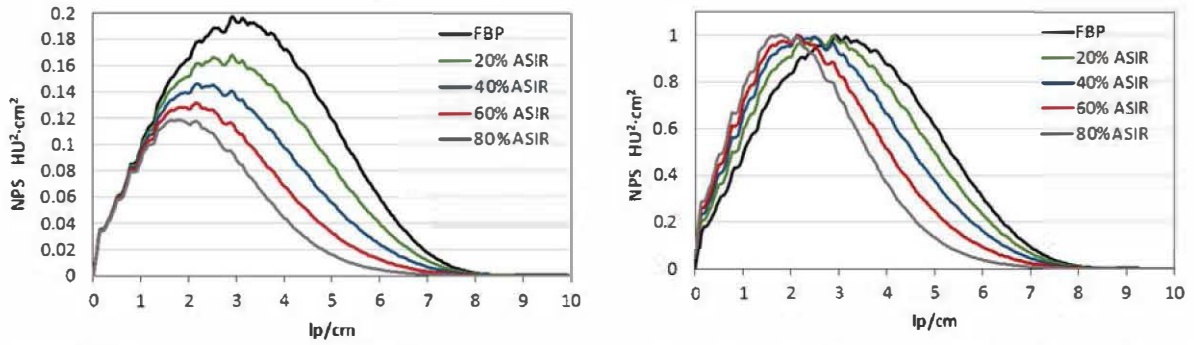 0.2
0.18
0.16
0.14
0.12
0.1
0.08
0.06
0.04
0.02
0
NPS HU²·cm²
FBP
20% ASIR
40%ASIR
60% ASIR
80%ASIR
0 1 2 3 4 5 6 7 8 9 10
lp/cm
1
0.8
0.6
0.4
0.2
0
NPS HU²·cm²
FBP
20% ASIR
40% ASIR
60% ASIR
80% ASIR
0 1 2 3 4 5 6 7 8 9 10
lp/cm